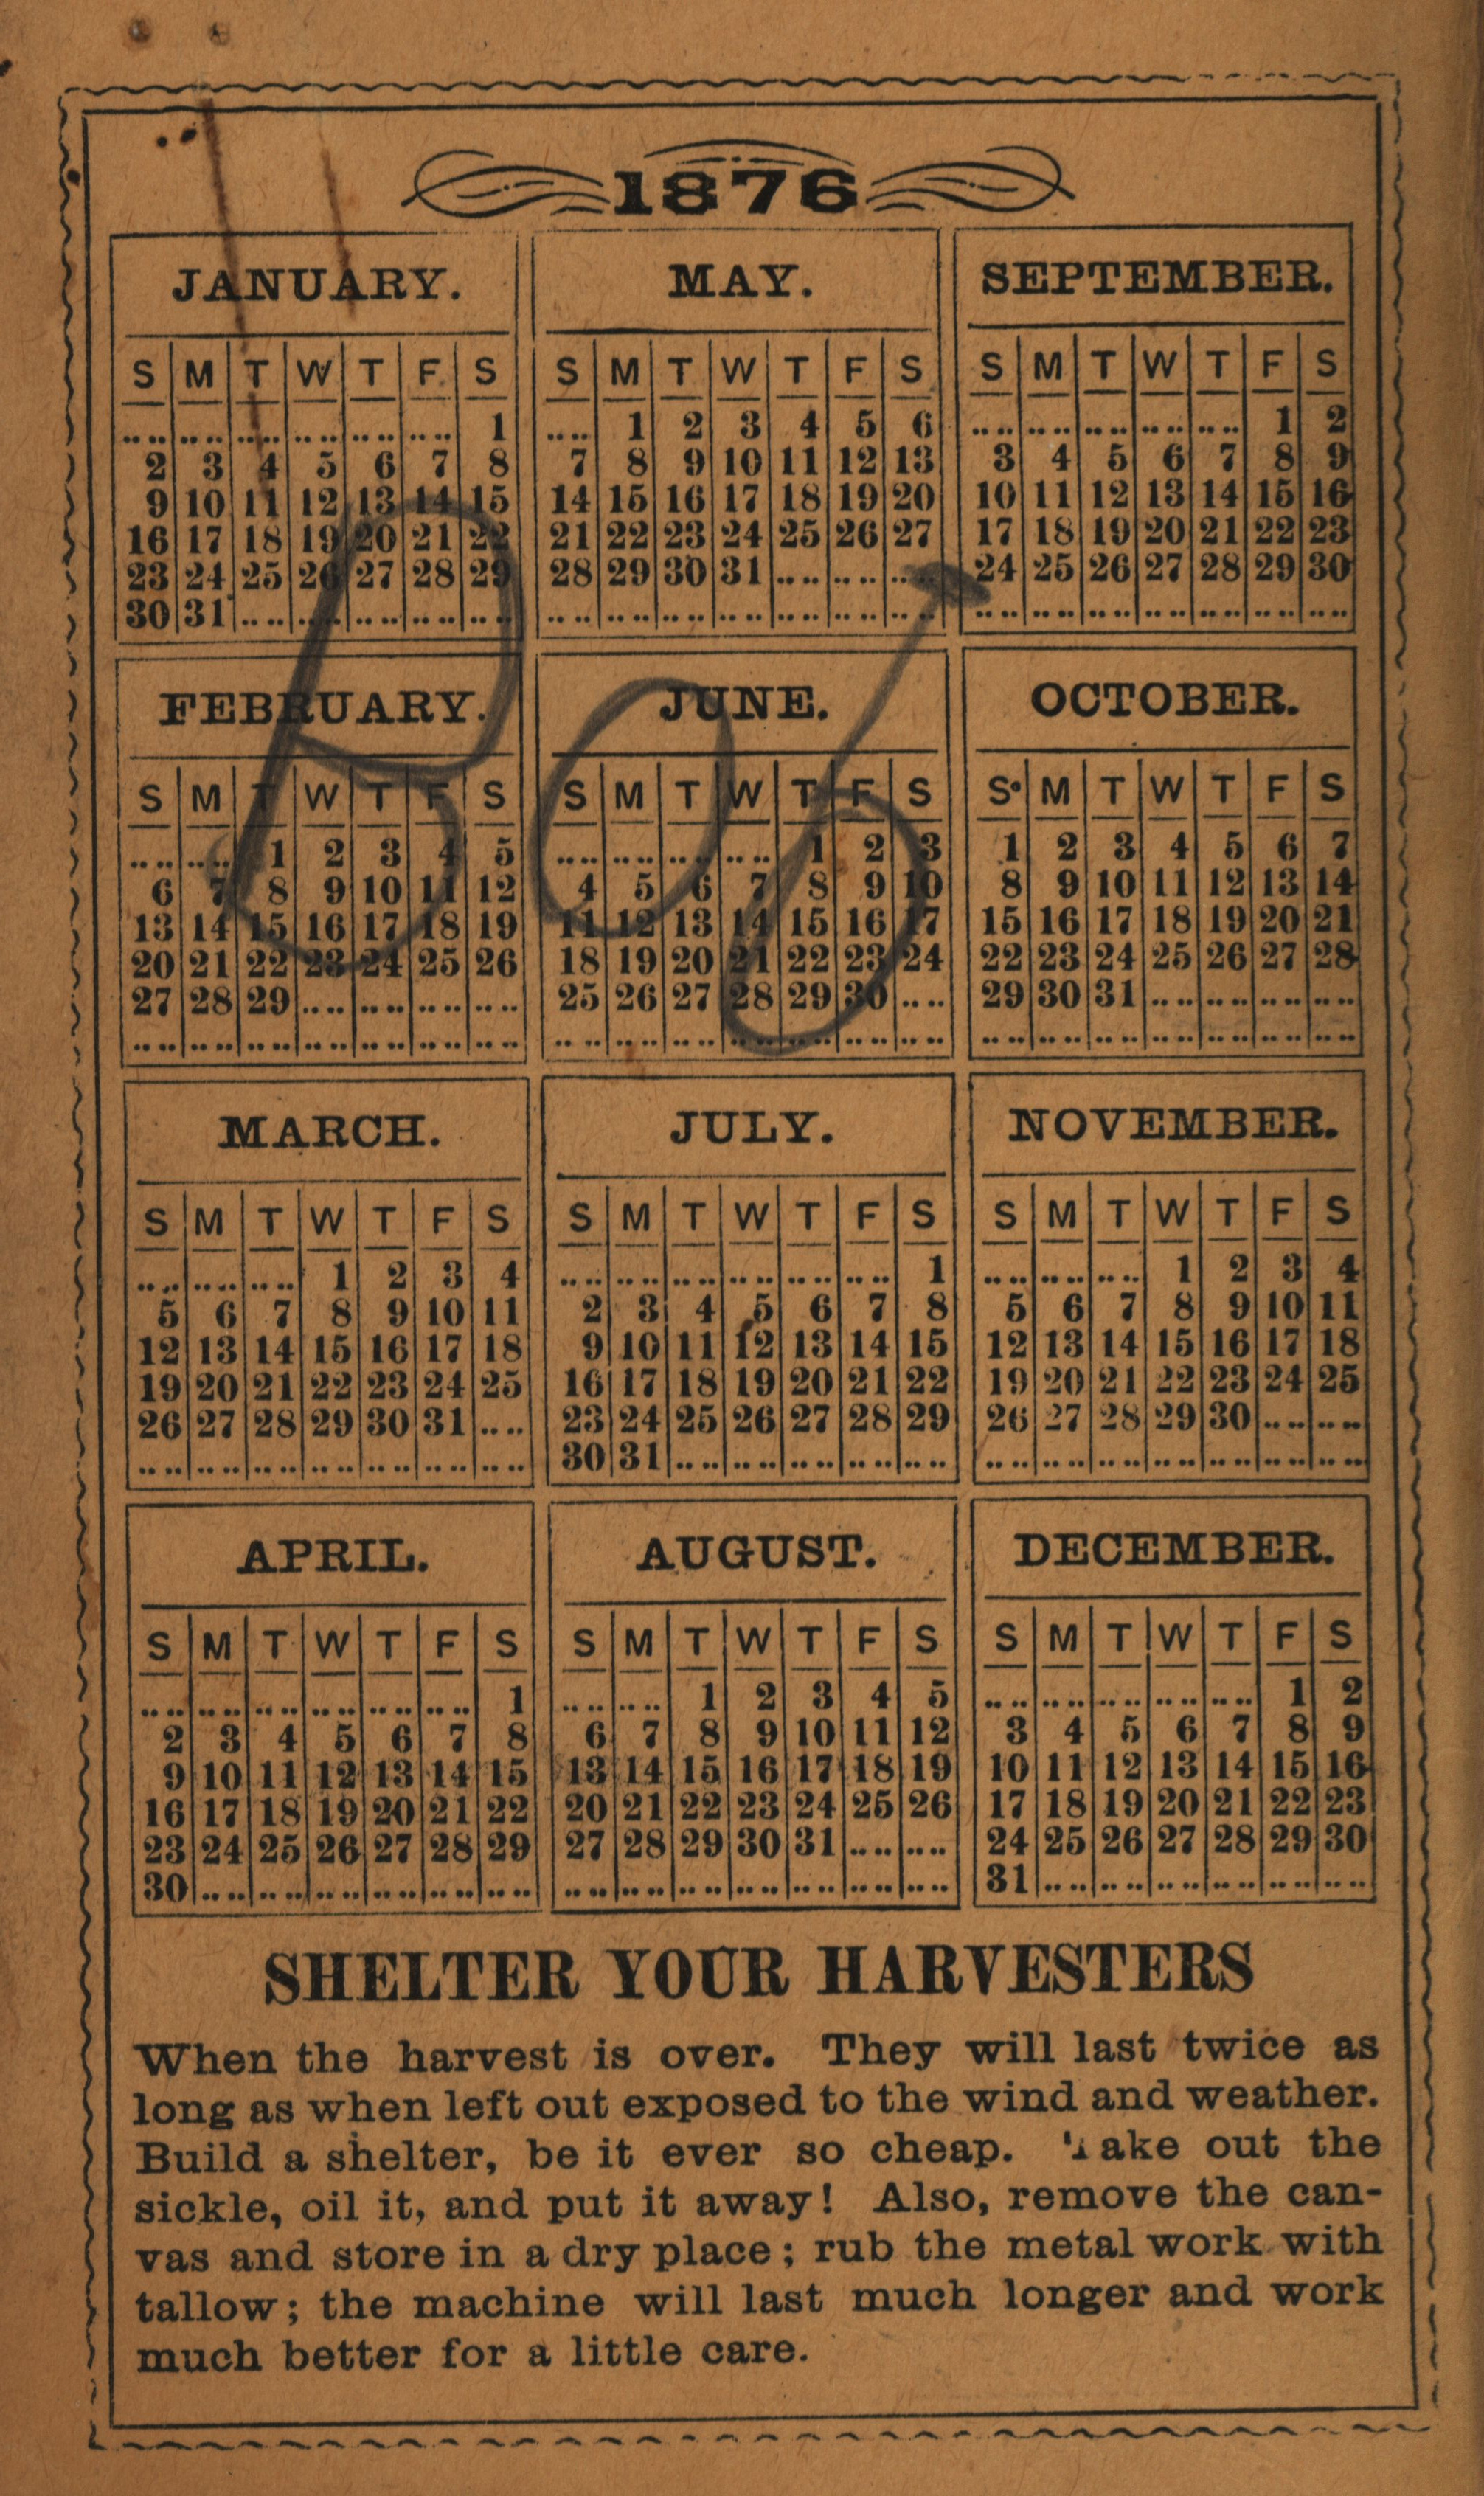 1876
JANUARY.
S M T W T F S
.... .... .... .... .... .... 1
2 3 4 5 6 7 8
9 10 11 12 13 14 15
16 17 18 19 20 21 22
23 24 25 26 27 28 29
30 31 .... .... .... .... ....
FEBRUARY.
S M T W T F S
.... .... 1 2 3 4 5
6 7 8 9 10 11 12
13 14 15 16 17 18 19
20 21 22 23 24 25 26
27 28 29 .... .... .... ....
.... .... .... .... .... .... ....
MARCH.
S M T W T F S
.... .... .... 1 2 3 4
5 6 7 8 9 10 11
12 13 14 15 16 17 18
19 20 21 22 23 24 25
26 27 28 29 30 31 ....
.... .... .... .... .... .... ....
APRIL.
S M T W T F S
.... .... .... .... .... .... 1
2 3 4 5 6 7 8
9 10 11 12 13 14 15
16 17 18 19 20 21 22
23 24 25 26 27 28 29
30 .... .... .... .... .... ....
MAY.
S M T W T F S
.... 1 2 3 4 5 6
7 8 9 10 11 12 13
14 15 16 17 18 19 20
21 22 23 24 25 26 27
28 29 30 31 .... .... ....
.... .... .... .... .... .... ....
JUNE.
S M T W T F S
.... .... .... .... 1 2 3
4 5 6 7 8 9 10
11 12 13 14 15 16 17
18 19 20 21 22 23 24
25 26 27 28 29 30 ....
.... .... .... .... .... .... ....
JULY.
S M T W T F S
.... .... .... .... .... .... 1
2 3 4 5 6 7 8
9 10 11 12 13 14 15
16 17 18 19 20 21 22
23 24 25 26 27 28 29
30 31 .... .... .... .... ....
AUGUST.
S M T W T F S
.... .... 1 2 3 4 5
6 7 8 9 10 11 12
13 14 15 16 17 18 19
20 21 22 23 24 25 26
27 28 29 30 31 .... ....
.... .... .... .... .... .... ....
SEPTEMBER.
S M T W T F S
.... .... .... .... .... 1 2
3 4 5 6 7 8 9
10 11 12 13 14 15 16
17 18 19 20 21 22 23
24 25 26 27 28 29 30
.... .... .... .... .... .... ....
OCTOBER.
S M T W T F S
1 2 3 4 5 6 7
8 9 10 11 12 13 14
15 16 17 18 19 20 21
22 23 24 25 26 27 28
29 30 31 .... .... .... ....
.... .... .... .... .... .... ....
NOVEMBER.
S M T W T F S
.... .... .... 1 2 3 4
5 6 7 8 9 10 11
12 13 14 15 16 17 18
19 20 21 22 23 24 25
26 27 28 29 30 .... ....
.... .... .... .... .... .... ....
DECEMBER.
S M T W T F S
.... .... .... .... .... 1 2
3 4 5 6 7 8 9
10 11 12 13 14 15 16
17 18 19 20 21 22 23
24 25 26 27 28 29 30
31 .... .... .... .... .... ....
SHELTER YOUR HARVESTERS
When the harvest is over. They will last twice as
long as when left out exposed to the wind and weather.
Build a shelter, be it ever so cheap. Take out the
sickle, oil it, and put it away! Also, remove the can-
vas and store in a dry place; rub the metal work with
tallow; the machine will last much longer and work
much better for a little care.